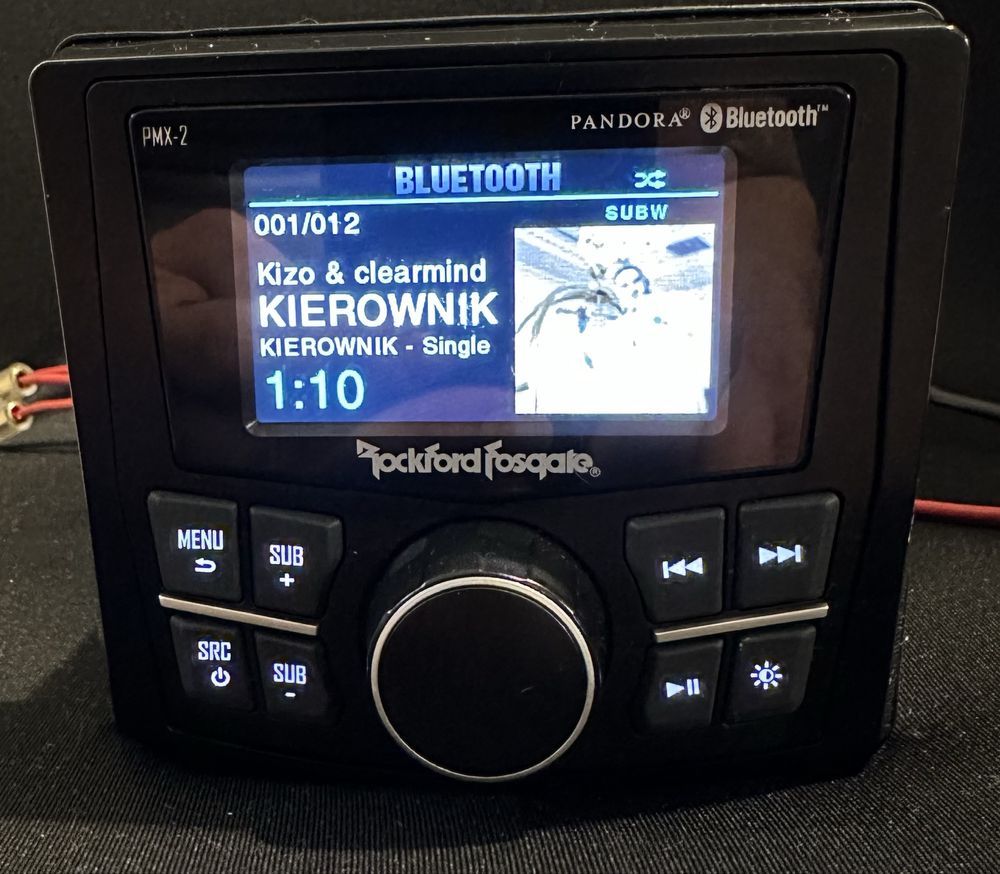 PMX-2
PANDORA® Bluetooth™
BLUETOOTH
SUBW
001/012
Kizo & clearmind
KIEROWNIK
KIEROWNIK - Single
1:10
Rockford Fosgate®
MENU
SUB
+
SRC
SUB
-